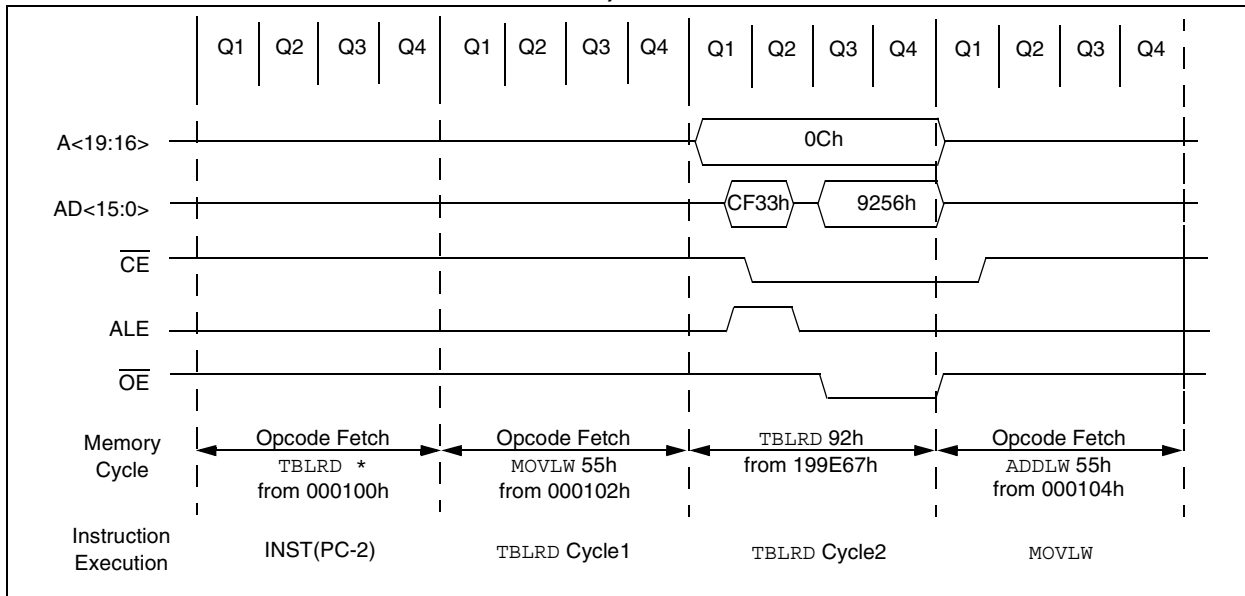 Q1 Q2 Q3 Q4 Q1 Q2 Q3 Q4 Q1 Q2 Q3 Q4 Q1 Q2 Q3 Q4
A<19:16>
0Ch
AD<15:0>
CF33h
9256h
CE
ALE
OE
Memory
Cycle
Opcode Fetch
TBLRD *
from 000100h
Opcode Fetch
MOVLW 55h
from 000102h
TBLRD 92h
from 199E67h
Opcode Fetch
ADDLW 55h
from 000104h
Instruction
Execution
INST(PC-2)
TBLRD Cycle1
TBLRD Cycle2
MOVLW